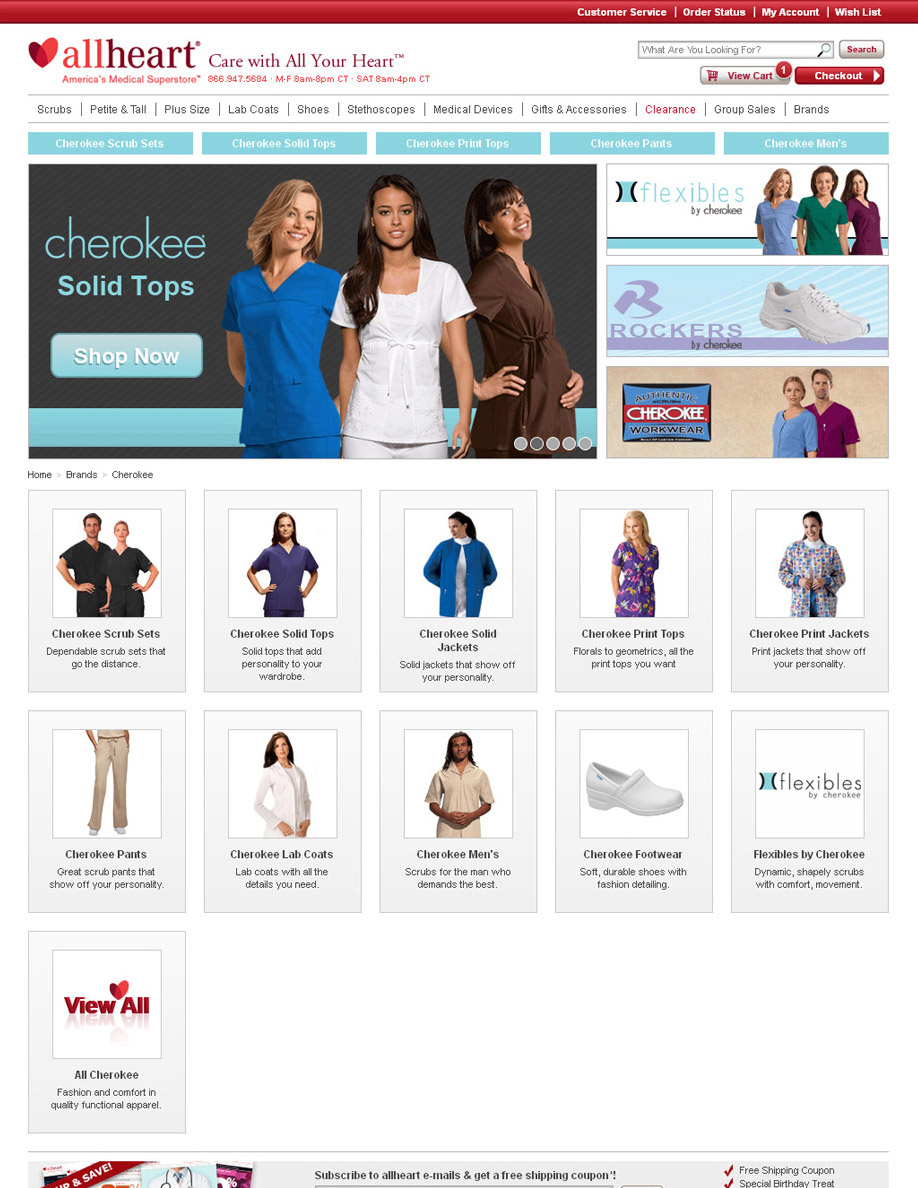 Customer Service | Order Status | My Account | Wish List
allheart® Care with All Your Heart™
America's Medical Superstore™ 866.947.5684 · M-F 8am-8pm CT · SAT 8am-4pm CT
What Are You Looking For? Search
View Cart 1 Checkout
Scrubs | Petite & Tall | Plus Size | Lab Coats | Shoes | Stethoscopes | Medical Devices | Gifts & Accessories | Clearance | Group Sales | Brands
Cherokee Scrub Sets Cherokee Solid Tops Cherokee Print Tops Cherokee Pants Cherokee Men's
cherokee
Solid Tops
Shop Now
flexibles
by cherokee
ROCKERS
by cherokee
AUTHENTIC
SCRUBS
CHEROKEE
WORKWEAR
Home > Brands > Cherokee
Cherokee Scrub Sets
Dependable scrub sets that
go the distance.
Cherokee Solid Tops
Solid tops that add
personality to your
wardrobe.
Cherokee Solid
Jackets
Solid jackets that show off
your personality.
Cherokee Print Tops
Florals to geometrics, all the
print tops you want
Cherokee Print Jackets
Print jackets that show off
your personality.
Cherokee Pants
Great scrub pants that
show off your personality.
Cherokee Lab Coats
Lab coats with all the
details you need.
Cherokee Men's
Scrubs for the man who
demands the best.
Cherokee Footwear
Soft, durable shoes with
fashion detailing.
flexibles
by cherokee
Flexibles by Cherokee
Dynamic, shapely scrubs
with comfort, movement.
View All
All Cherokee
Fashion and comfort in
quality functional apparel.
UP & SAVE!
Subscribe to allheart e-mails & get a free shipping coupon*!
Free Shipping Coupon
Special Birthday Treat